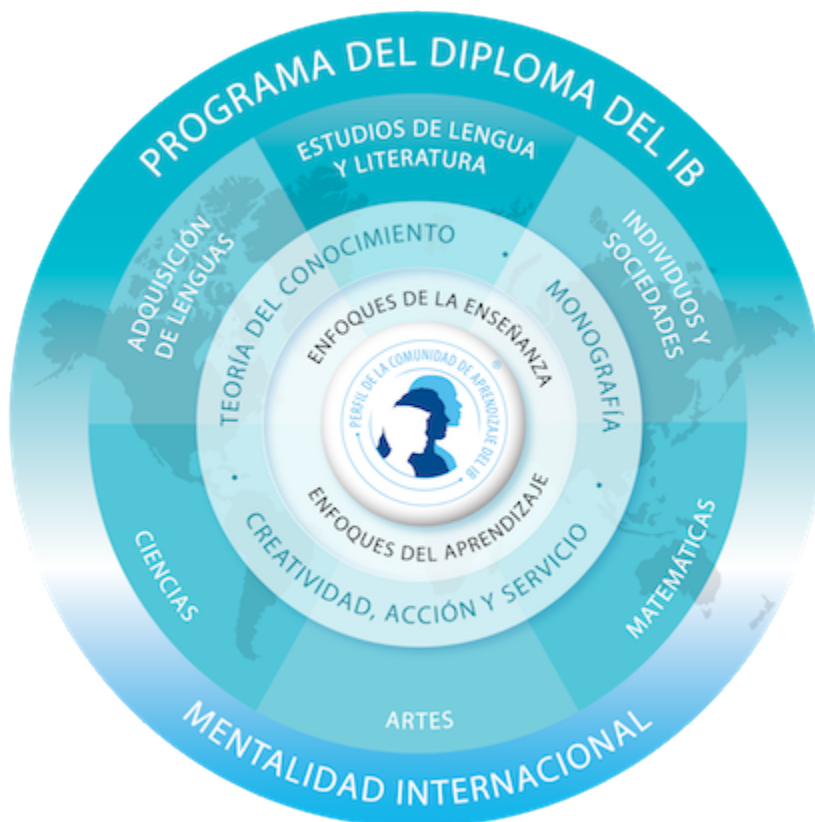 PROGRAMA DEL DIPLOMA DEL IB
ESTUDIOS DE LENGUA
Y LITERATURA
ADQUISICIÓN
DE LENGUAS
INDIVIDUOS Y
SOCIEDADES
TEORÍA DEL CONOCIMIENTO
MONOGRAFÍA
ENFOQUES DE LA ENSEÑANZA
PERFIL DE LA COMUNIDAD DE APRENDIZAJE DEL IB
®
ENFOQUES DEL APRENDIZAJE
CREATIVIDAD, ACCIÓN Y SERVICIO
CIENCIAS
MATEMÁTICAS
ARTES
MENTALIDAD INTERNACIONAL